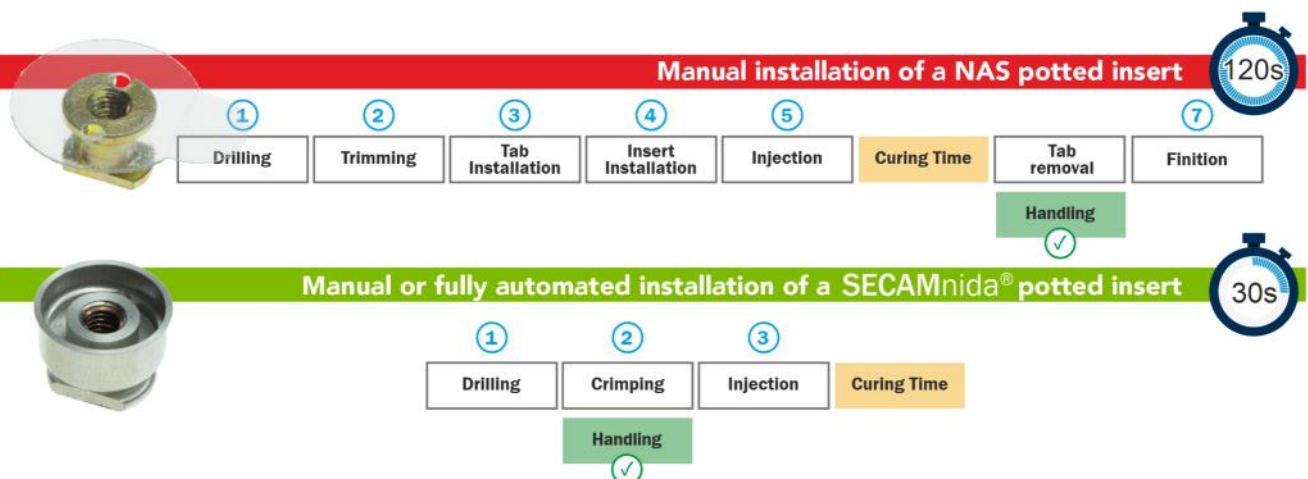 Manual installation of a NAS potted insert
120s
1
2
3
4
5
7
Drilling
Trimming
Tab
Installation
Insert
Installation
Injection
Curing Time
Tab
removal
Finition
Handling
✓
Manual or fully automated installation of a SECAMnida® potted insert
30s
1
2
3
Drilling
Crimping
Injection
Curing Time
Handling
✓